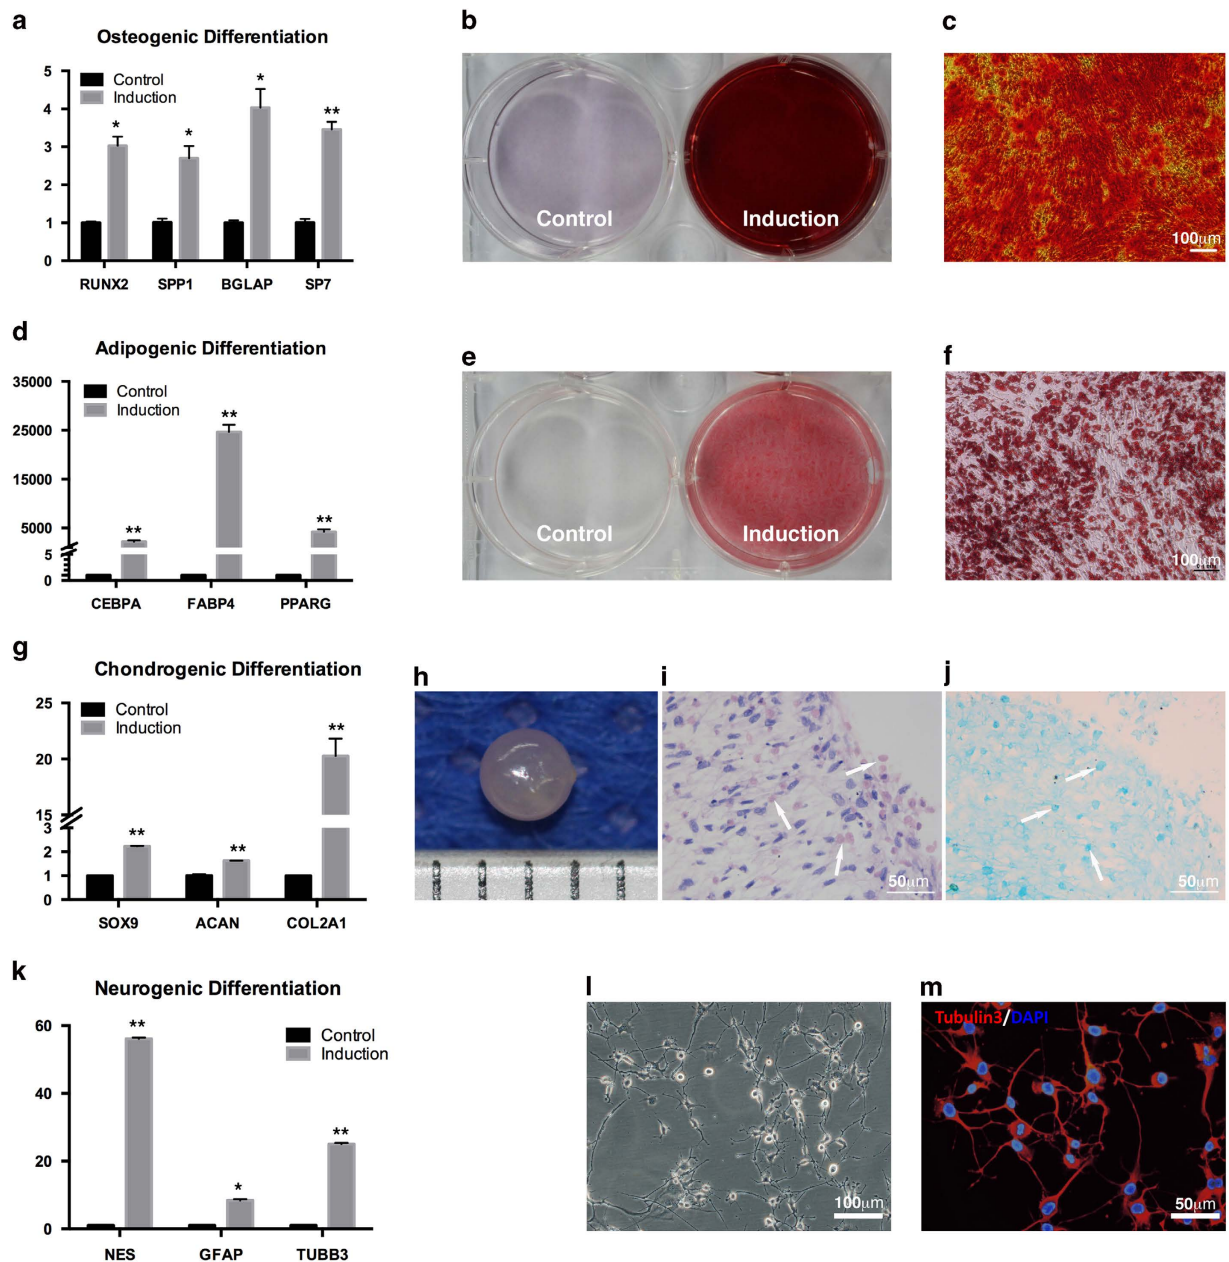 a
Osteogenic Differentiation
5
4
3
2
1
0
Control
Induction
*
*
*
**
RUNX2 SPP1 BGLAP SP7
b
Control Induction
c
100μm
d
Adipogenic Differentiation
35000
25000
15000
5000
5
0
Control
Induction
**
**
**
CEBPA FABP4 PPARG
e
Control Induction
f
100μm
g
Chondrogenic Differentiation
25
20
15
3
2
1
0
Control
Induction
**
**
**
SOX9 ACAN COL2A1
h
i
50μm
j
50μm
k
Neurogenic Differentiation
60
40
20
0
Control
Induction
**
*
**
NES GFAP TUBB3
l
100μm
m
Tubulin3/DAPI
50μm